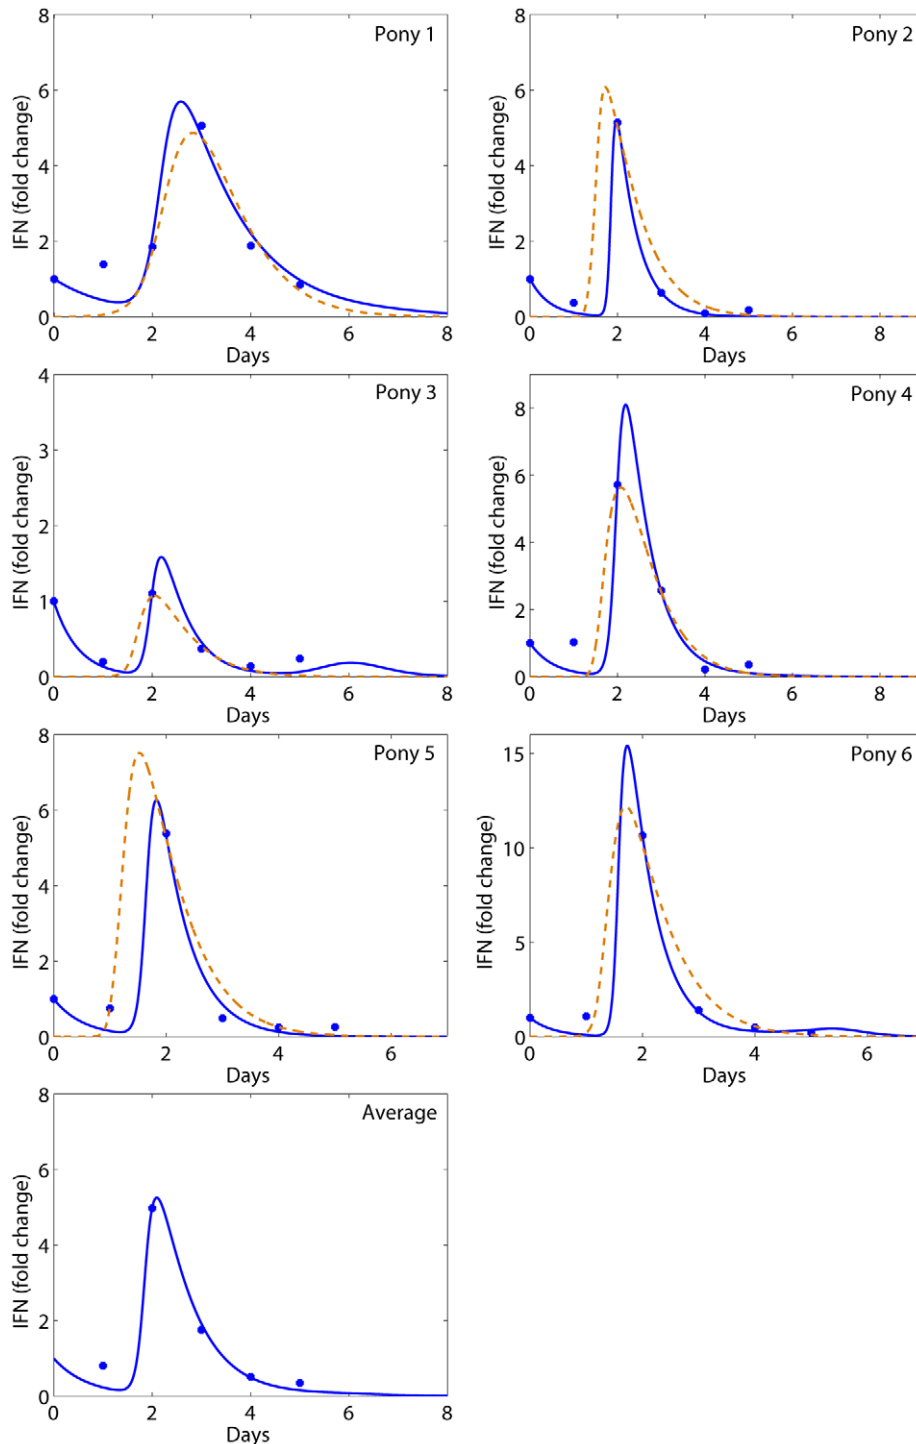 8
Pony 1
6
4
2
0
0 2 4 6 8
IFN (fold change)
Days
8
Pony 2
6
4
2
0
0 2 4 6 8
IFN (fold change)
Days
4
Pony 3
3
2
1
0
0 2 4 6 8
IFN (fold change)
Days
Pony 4
8
6
4
2
0
0 2 4 6 8
IFN (fold change)
Days
8
Pony 5
6
4
2
0
0 2 4 6
IFN (fold change)
Days
15
Pony 6
10
5
0
0 2 4 6
IFN (fold change)
Days
8
Average
6
4
2
0
0 2 4 6 8
IFN (fold change)
Days